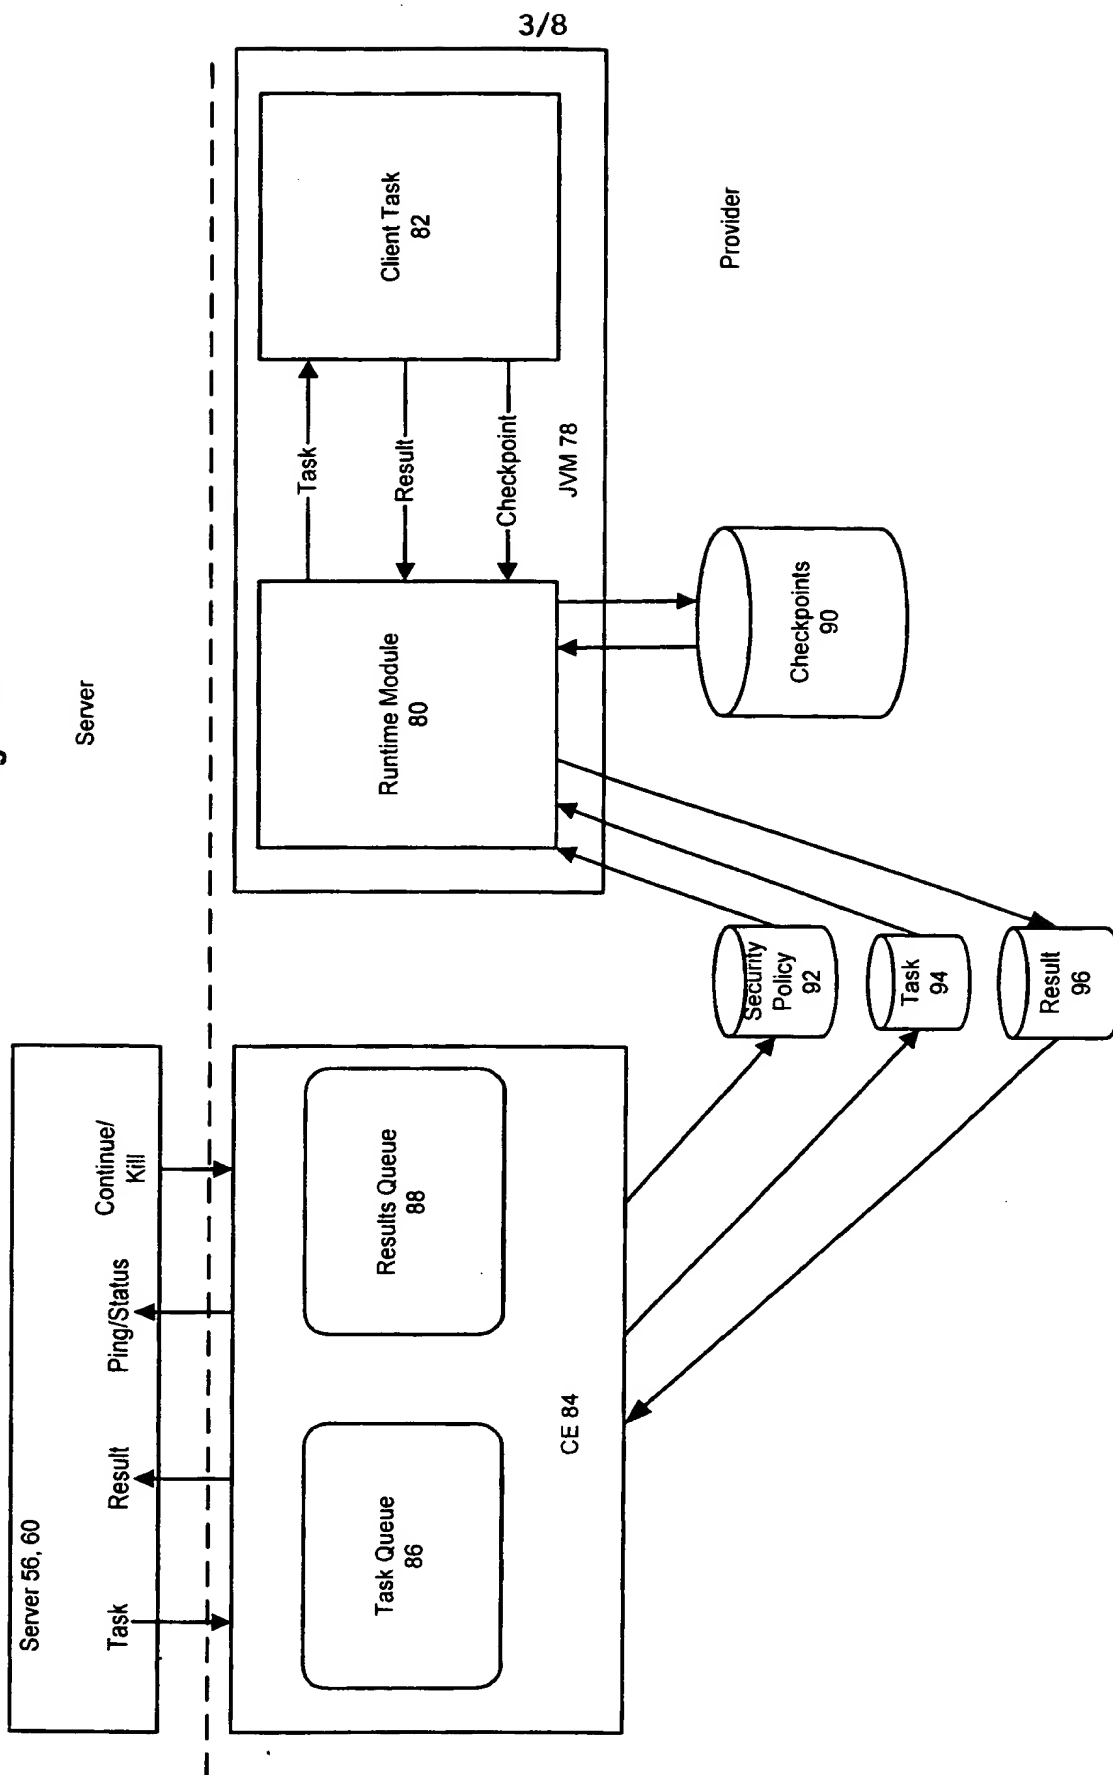 3/8
Server
Server 56, 60
Task
Result
Ping/Status
Continue/
Kill
Task Queue
86
Results Queue
88
CE 84
Runtime Module
80
Task
Result
Checkpoint
Client Task
82
JVM 78
Security
Policy
92
Task
94
Result
96
Checkpoints
90
Provider